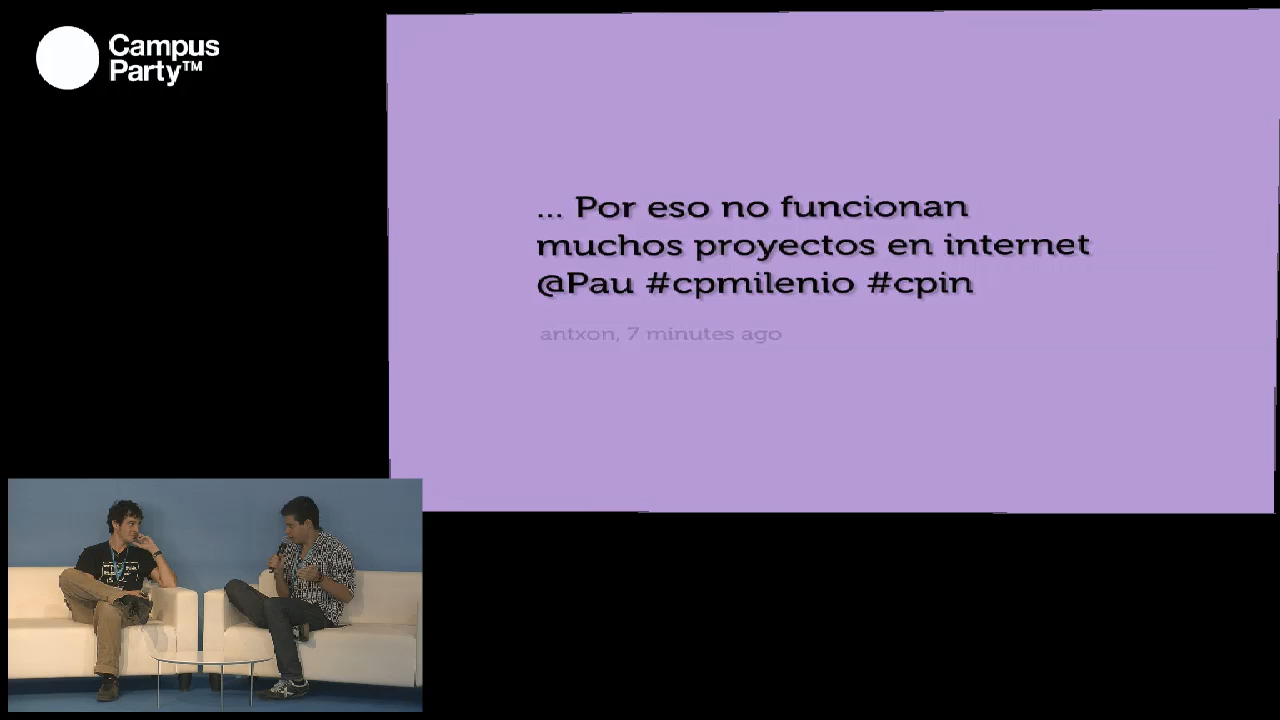 Campus
Party™
... Por eso no funcionan
muchos proyectos en internet
@Pau #cpmilenio #cpin
antxon, 7 minutes ago